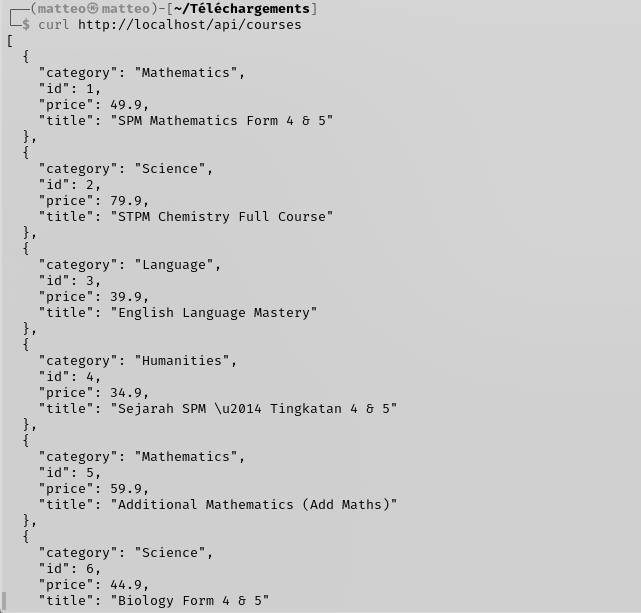 ┌──(matteo㉿matteo)-[~/Téléchargements]
└─$ curl http://localhost/api/courses
[
  {
    "category": "Mathematics",
    "id": 1,
    "price": 49.9,
    "title": "SPM Mathematics Form 4 & 5"
  },
  {
    "category": "Science",
    "id": 2,
    "price": 79.9,
    "title": "STPM Chemistry Full Course"
  },
  {
    "category": "Language",
    "id": 3,
    "price": 39.9,
    "title": "English Language Mastery"
  },
  {
    "category": "Humanities",
    "id": 4,
    "price": 34.9,
    "title": "Sejarah SPM \u2014 Tingkatan 4 & 5"
  },
  {
    "category": "Mathematics",
    "id": 5,
    "price": 59.9,
    "title": "Additional Mathematics (Add Maths)"
  },
  {
    "category": "Science",
    "id": 6,
    "price": 44.9,
    "title": "Biology Form 4 & 5"